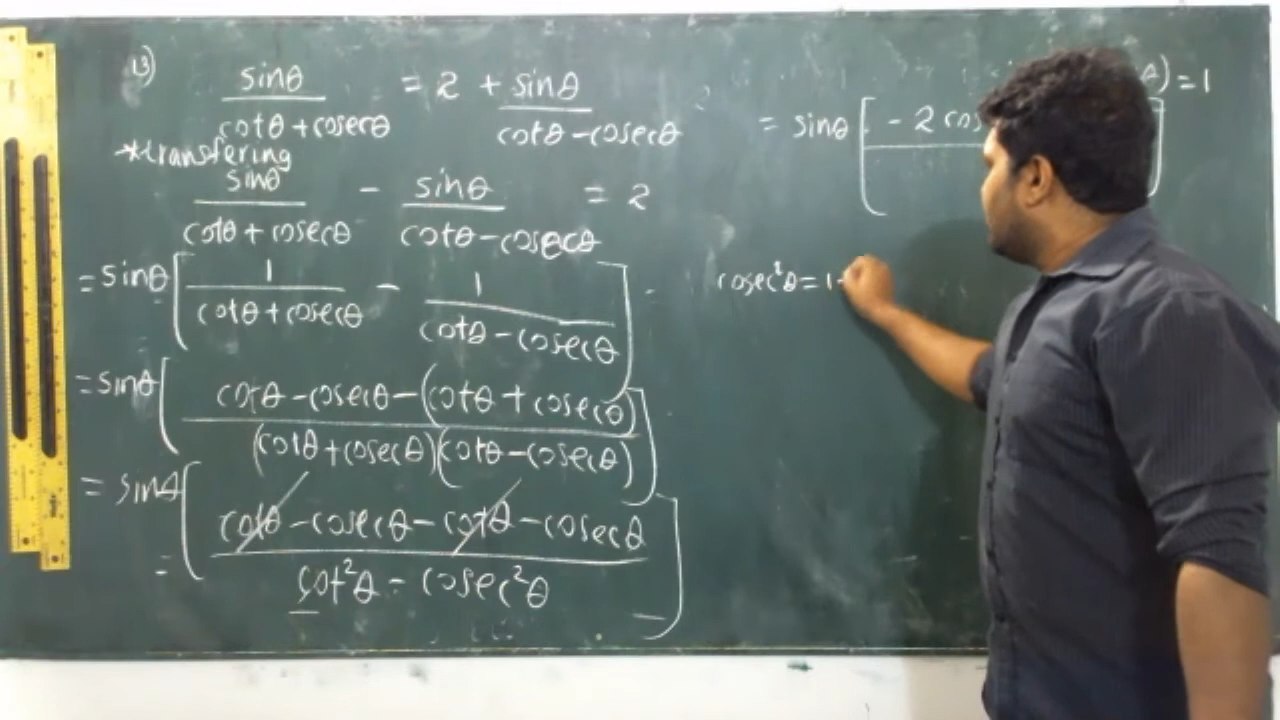 13) sinθ/(cotθ + cosecθ) = 2 + sinθ/(cotθ - cosecθ)
*transfering
sinθ/(cotθ + cosecθ) - sinθ/(cotθ - cosecθ) = 2
= sinθ [1/(cotθ + cosecθ) - 1/(cotθ - cosecθ)]
= sinθ [(cotθ - cosecθ - (cotθ + cosecθ))/((cotθ + cosecθ)(cotθ - cosecθ))]
= sinθ [(cotθ - cosecθ - cotθ - cosecθ)/(cot²θ - cosec²θ)]
=
θ) = 1
= sinθ [- 2 cos
cosec²θ = 1